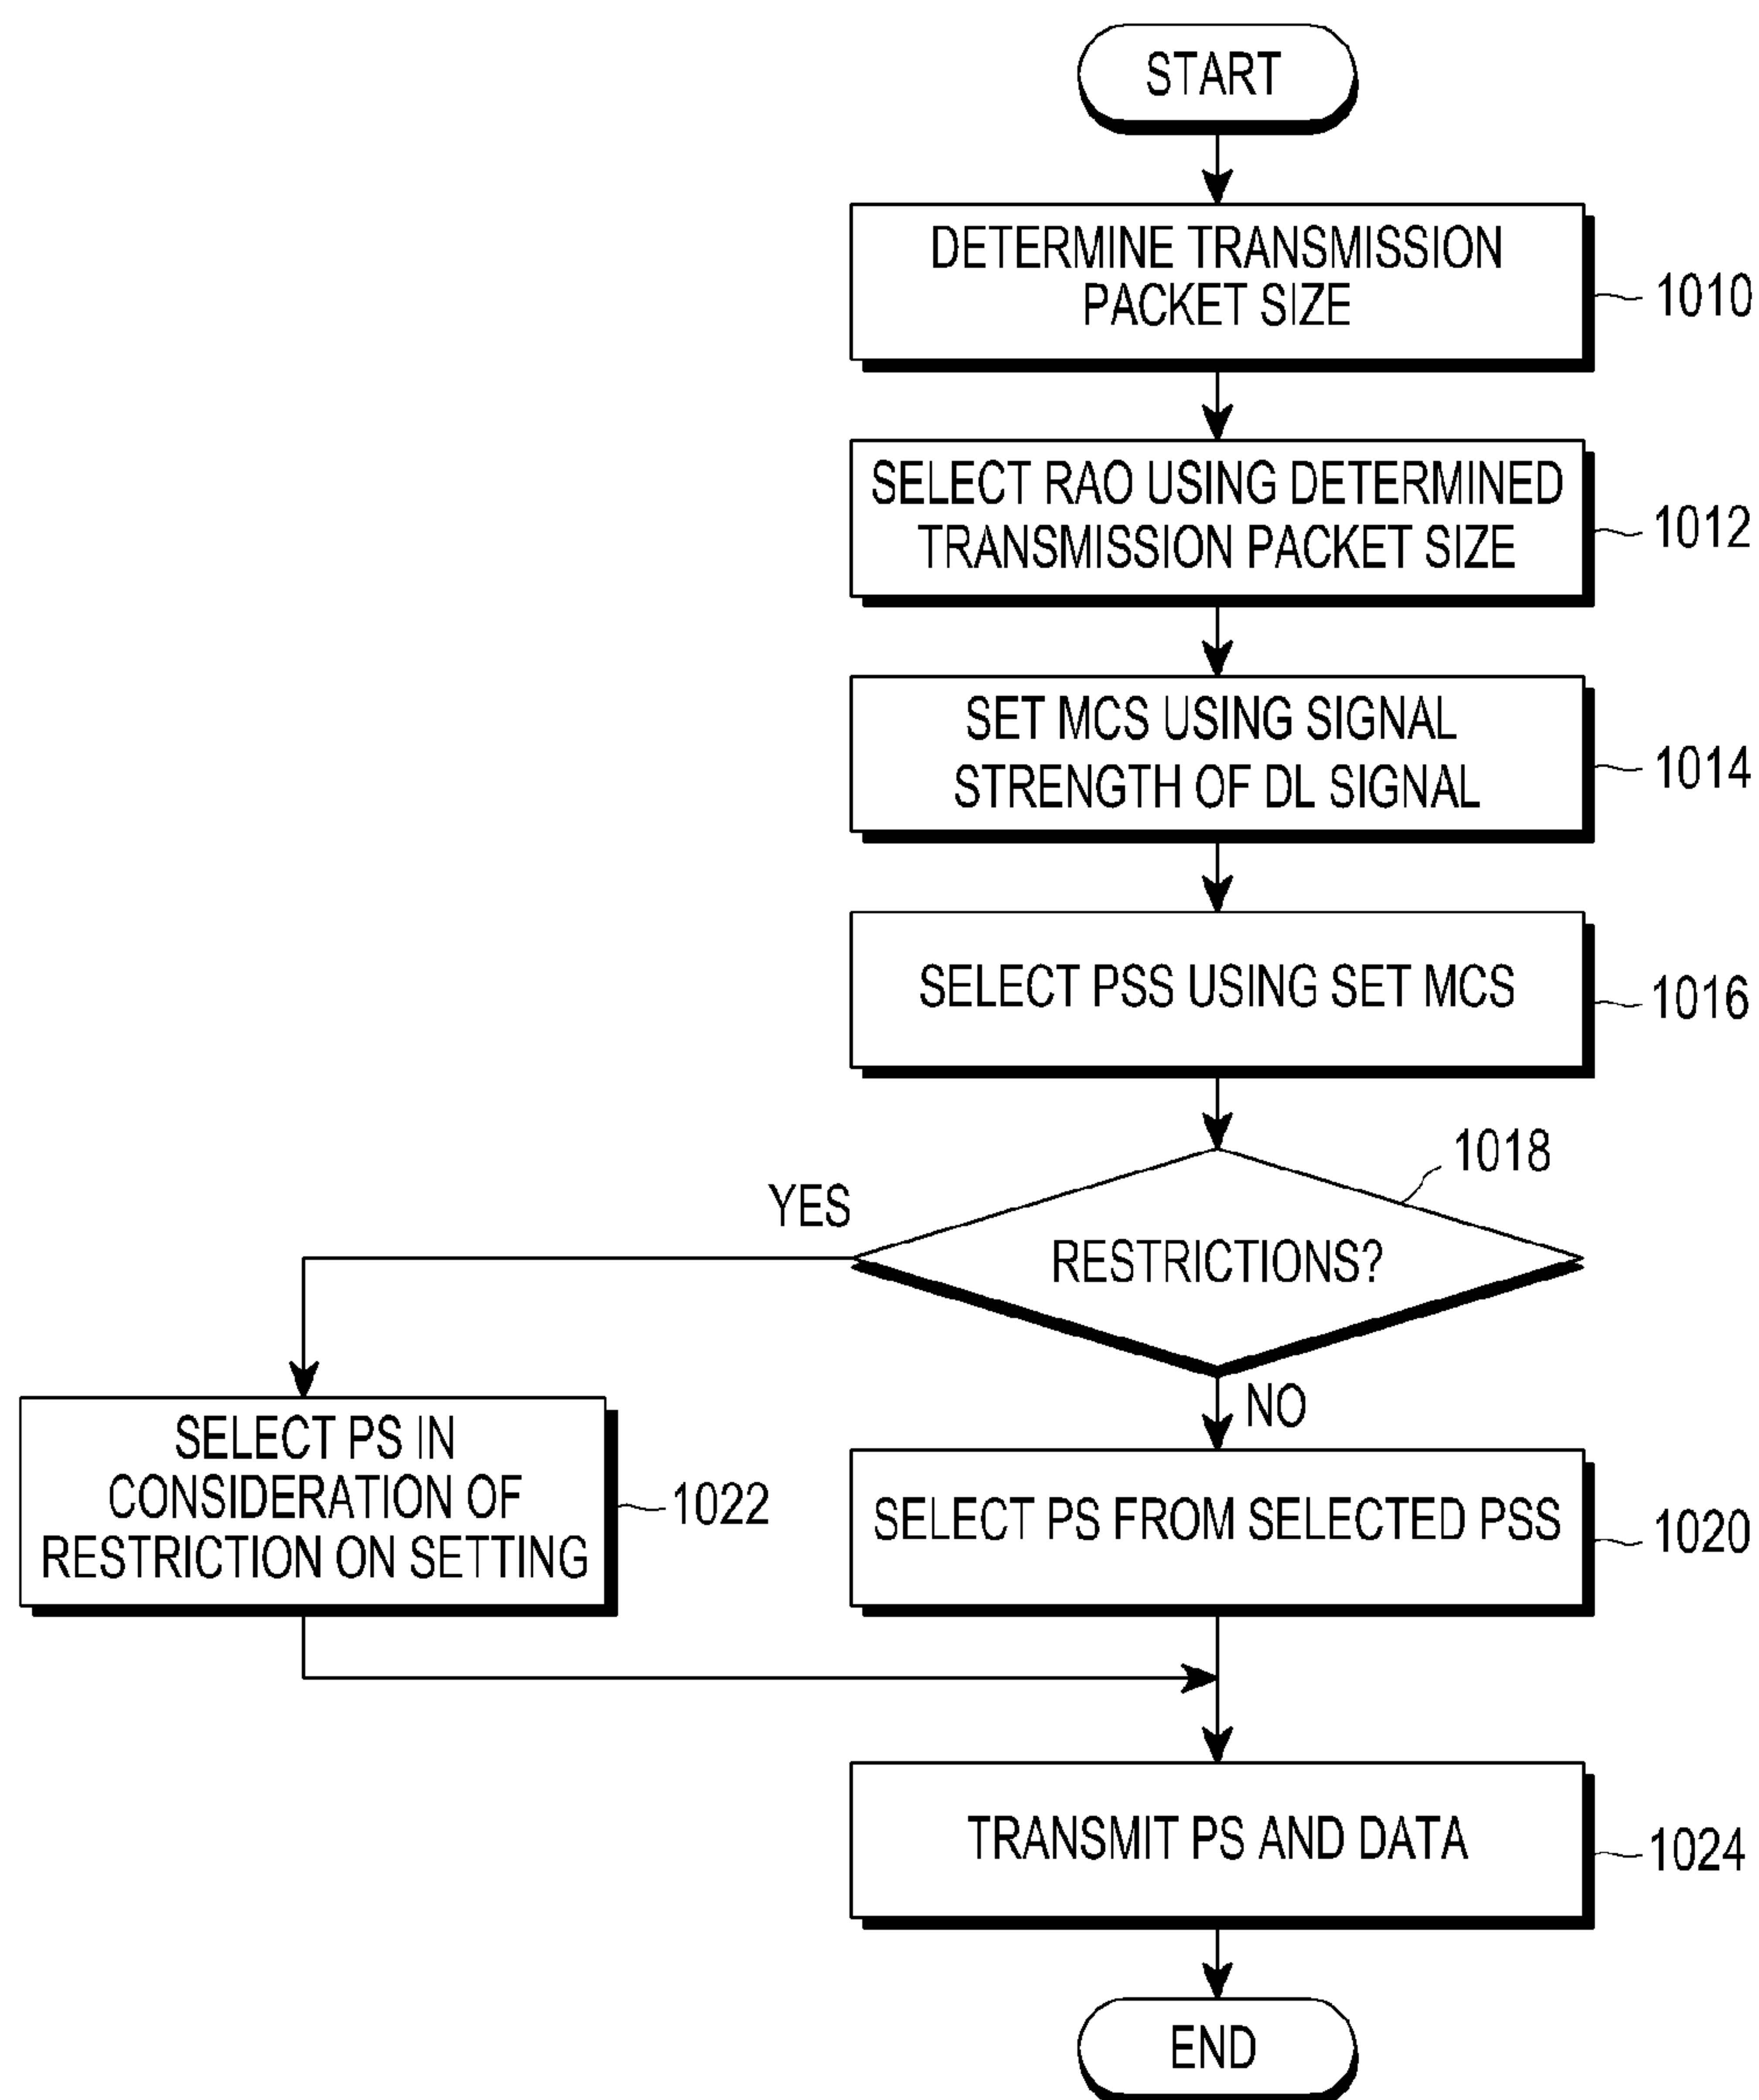 START
DETERMINE TRANSMISSION
PACKET SIZE
1010
SELECT RAO USING DETERMINED
TRANSMISSION PACKET SIZE
1012
SET MCS USING SIGNAL
STRENGTH OF DL SIGNAL
1014
SELECT PSS USING SET MCS
1016
1018
YES
RESTRICTIONS?
NO
SELECT PS IN
CONSIDERATION OF
RESTRICTION ON SETTING
1022
SELECT PS FROM SELECTED PSS
1020
TRANSMIT PS AND DATA
1024
END